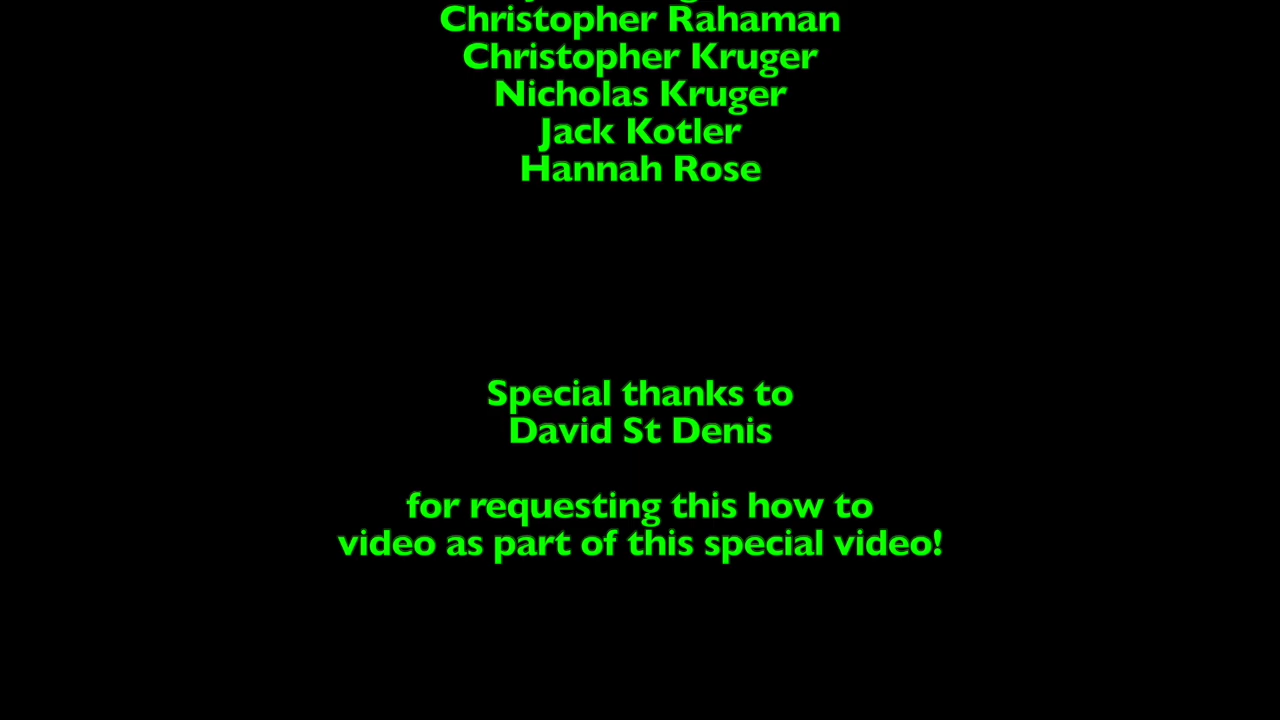 Christopher Rahaman
Christopher Kruger
Nicholas Kruger
Jack Kotler
Hannah Rose
Special thanks to
David St Denis
for requesting this how to
video as part of this special video!